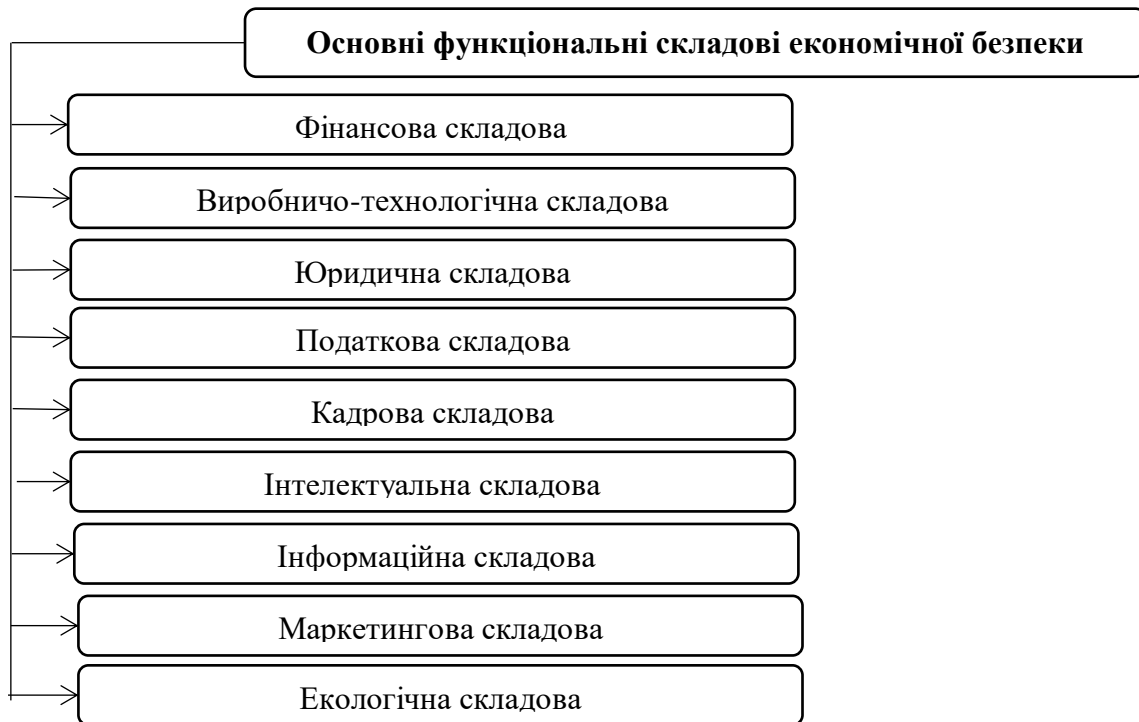 Основні функціональні складові економічної безпеки
Фінансова складова
Виробничо-технологічна складова
Юридична складова
Податкова складова
Кадрова складова
Інтелектуальна складова
Інформаційна складова
Маркетингова складова
Екологічна складова